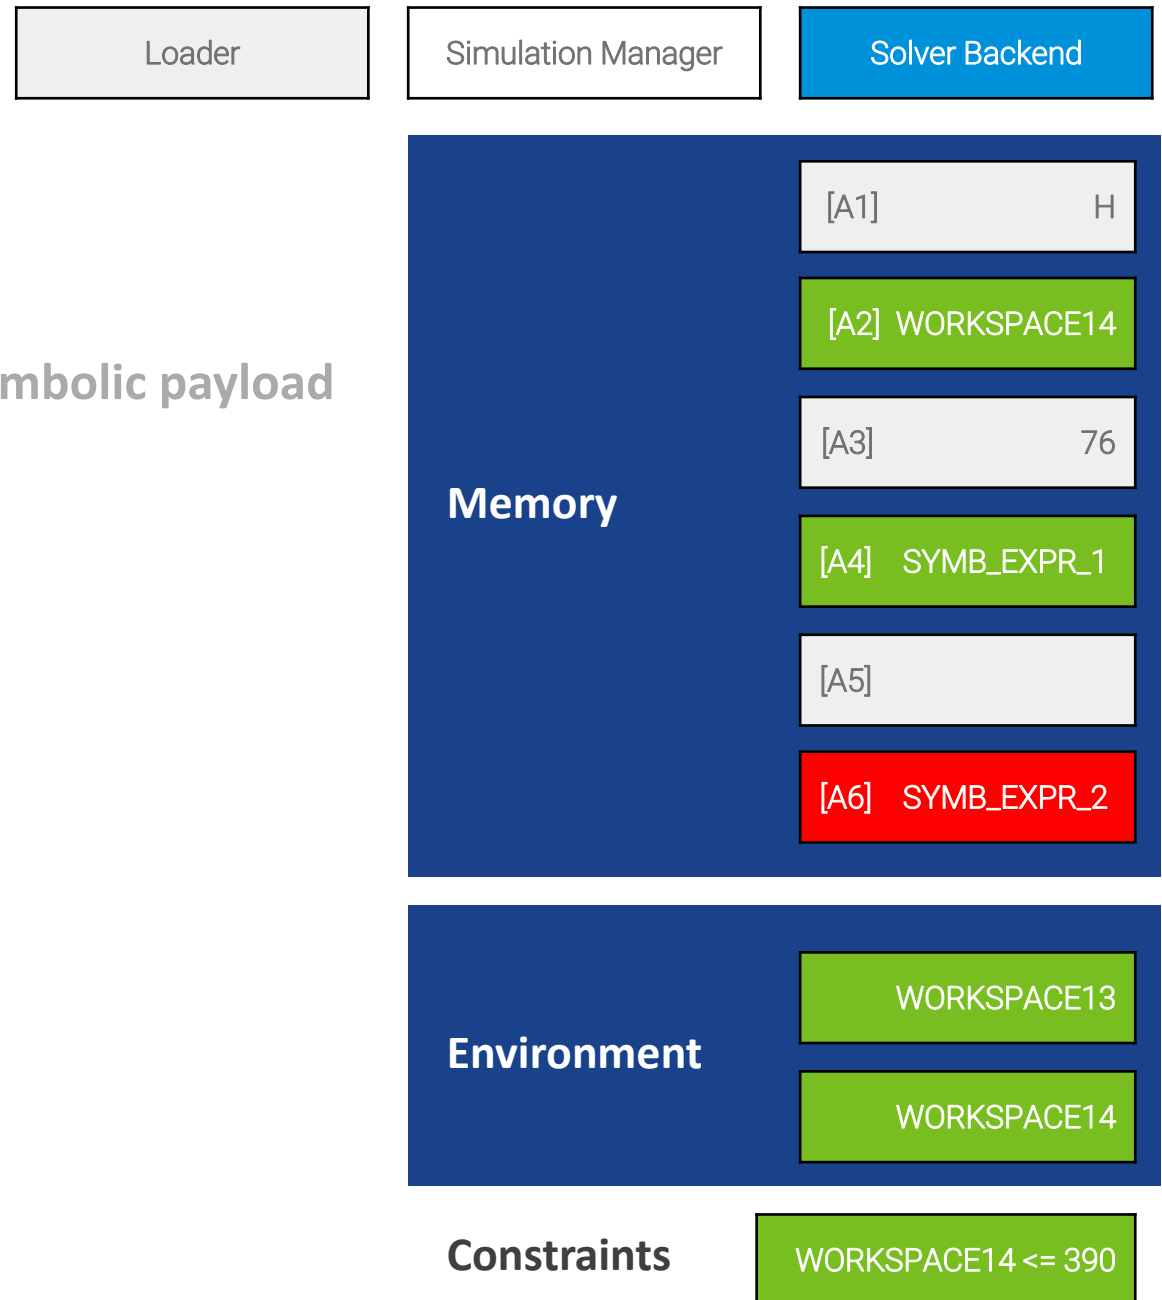 Loader
Simulation Manager
Solver Backend
[A1] H
[A2] WORKSPACE14
mbolic payload
[A3] 76
Memory
[A4] SYMB_EXPR_1
[A5]
[A6] SYMB_EXPR_2
WORKSPACE13
Environment
WORKSPACE14
Constraints
WORKSPACE14 <= 390